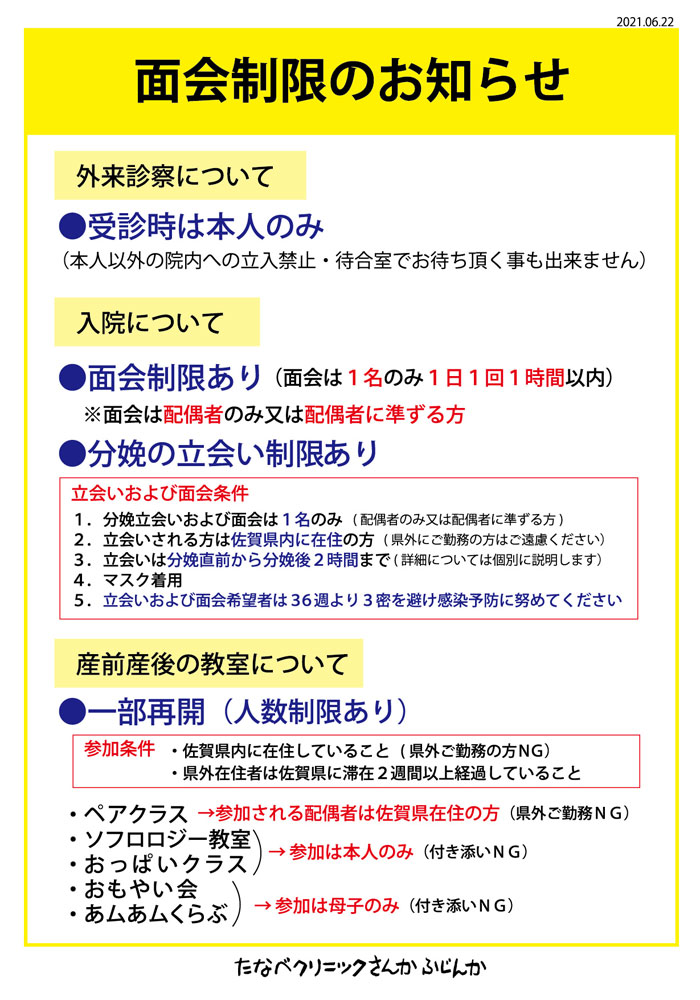 2021.06.22
面会制限のお知らせ
外来診察について
●受診時は本人のみ
（本人以外の院内への立入禁止・待合室でお待ち頂く事も出来ません）
入院について
●面会制限あり（面会は１名のみ１日１回１時間以内）
※面会は配偶者のみ又は配偶者に準ずる方
●分娩の立会い制限あり
立会いおよび面会条件
１．分娩立会いおよび面会は１名のみ（配偶者のみ又は配偶者に準ずる方）
２．立会いされる方は佐賀県内に在住の方（県外にご勤務の方はご遠慮ください）
３．立会いは分娩直前から分娩後２時間まで（詳細については個別に説明します）
４．マスク着用
５．立会いおよび面会希望者は３６週より３密を避け感染予防に努めてください
産前産後の教室について
●一部再開（人数制限あり）
参加条件 ・佐賀県内に在住していること（県外ご勤務の方NG）
・県外在住者は佐賀県に滞在２週間以上経過していること
・ペアクラス →参加される配偶者は佐賀県在住の方（県外ご勤務ＮＧ）
・ソフロロジー教室
・おっぱいクラス
→参加は本人のみ（付き添いＮＧ）
・おもやい会
・あムあムくらぶ
→参加は母子のみ（付き添いＮＧ）
たなべクリニックさんかふじんか